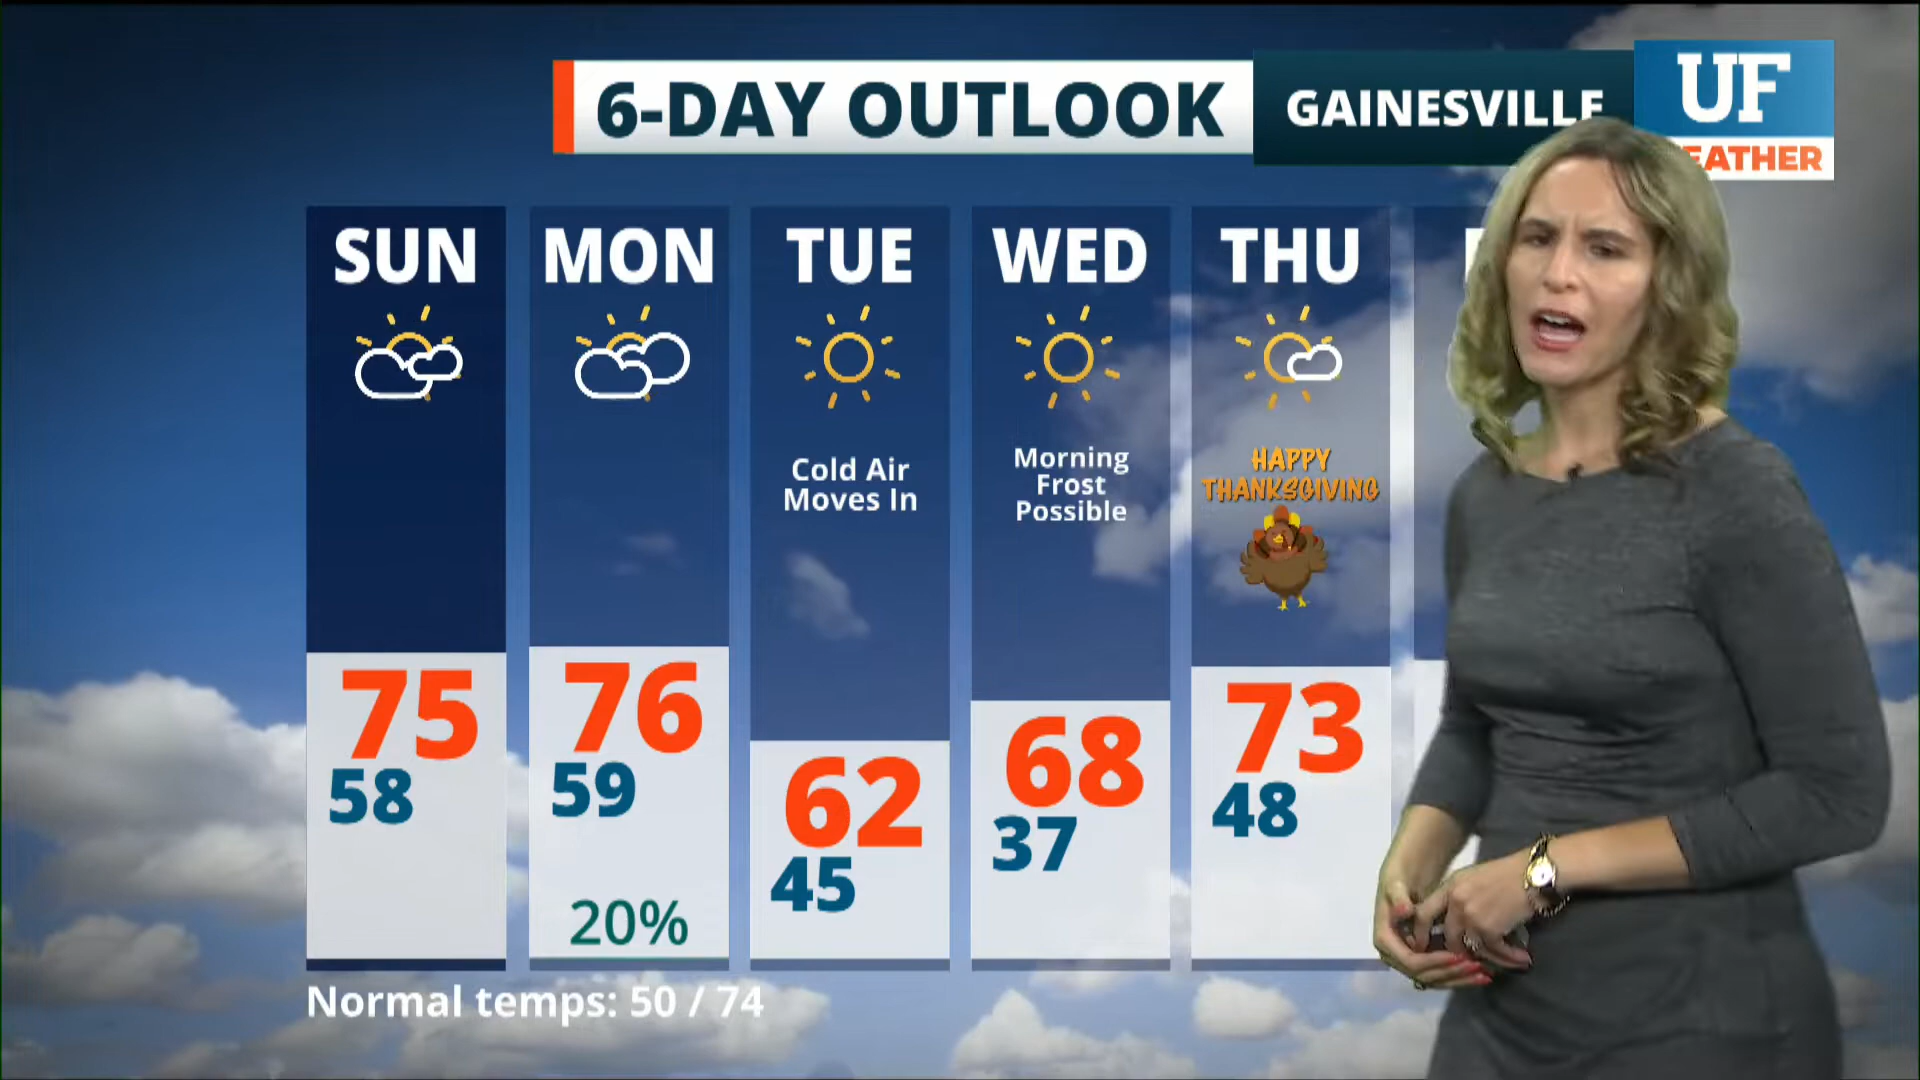 6-DAY OUTLOOK
GAINESVILLE
UF
EATHER
SUN
MON
TUE
WED
THU
Cold Air
Moves In
Morning
Frost
Possible
HAPPY
THANKSGIVING
75
58
76
59
20%
62
45
68
37
73
48
Normal temps: 50 / 74